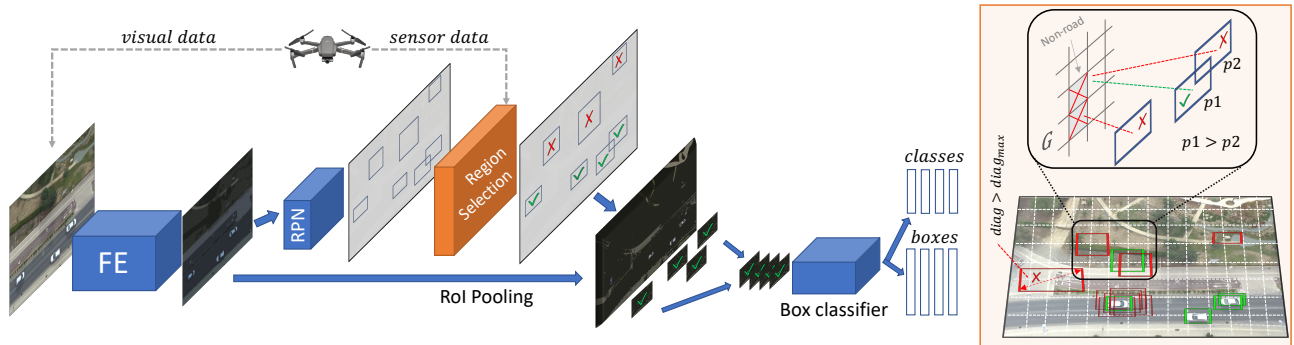 visual data
sensor data
FE
RPN
Region
Selection
RoI Pooling
Box classifier
classes
boxes
Non-road
G
p2
p1
p1 > p2
diag > diag_max